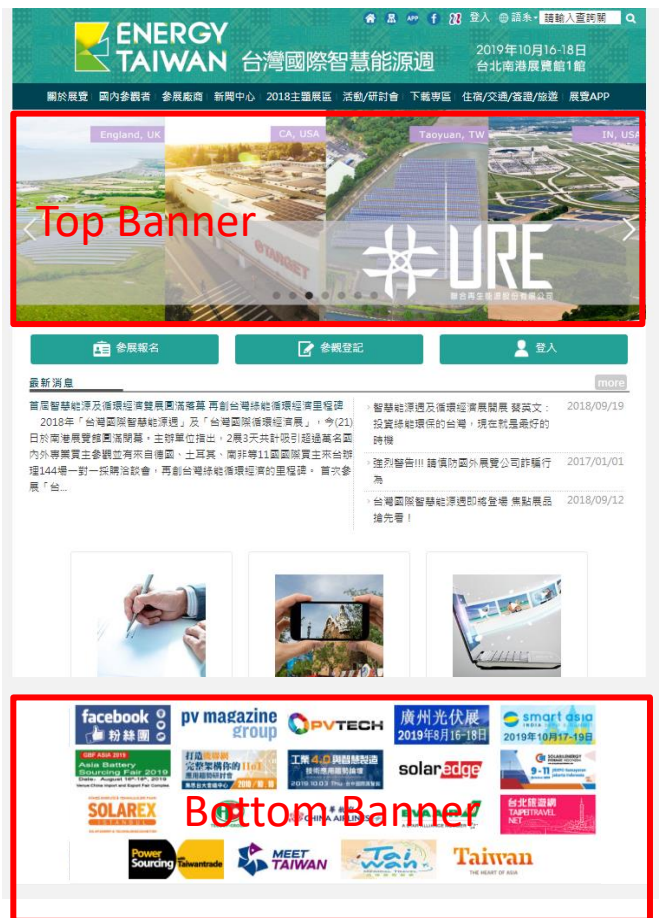 ENERGY
TAIWAN 台灣國際智慧能源週
登入 語系 請輸入查詢關
2019年10月16-18日
台北南港展覽館1館
關於展覽 國內參觀者 參展廠商 新聞中心 2018主題展區 活動/研討會 下載專區 住宿/交通/簽證/旅遊 展覽APP
England, UK CA, USA Taoyuan, TW IN, USA
Top Banner
TARGET
URE
聯合再生能源股份有限公司
參展報名 參觀登記 登入
最新消息 more
首屆智慧能源及循環經濟雙展圓滿落幕 再創台灣綠能循環經濟里程碑
2018年「台灣國際智慧能源週」及「台灣國際循環經濟展」，今(21)
日於南港展覽館圓滿閉幕。主辦單位指出，2展3天共計吸引超過萬名國
內外專業買主參觀並有來自德國、土耳其、南非等11國國際買主來台辦
理144場一對一採購洽談會，再創台灣綠能循環經濟的里程碑。 首次參
展「台...
智慧能源週及循環經濟展開展 蔡英文： 2018/09/19
投資綠能環保的台灣，現在就是最好的
時機
強烈警告!!! 請慎防國外展覽公司詐騙行 2017/01/01
為
台灣國際智慧能源週即將登場 焦點展品 2018/09/12
搶先看！
facebook
粉絲團
pv magazine
group
PVTECH
廣州光伏展
2019年8月16-18日
smart asia
2019年10月17-19日
GBF ASIA 2019
Asia Battery
Sourcing Fair 2019
工業4.0與智慧製造
solaredge
9-11
SOLAREX
ISTANBUL
Bottom Banner
CHINA AIRLINES
台北旅遊網
TAIPEITRAVEL
NET
Power
Sourcing
Taiwantrade
MEET
TAIWAN
Taiwan
THE HEART OF ASIA